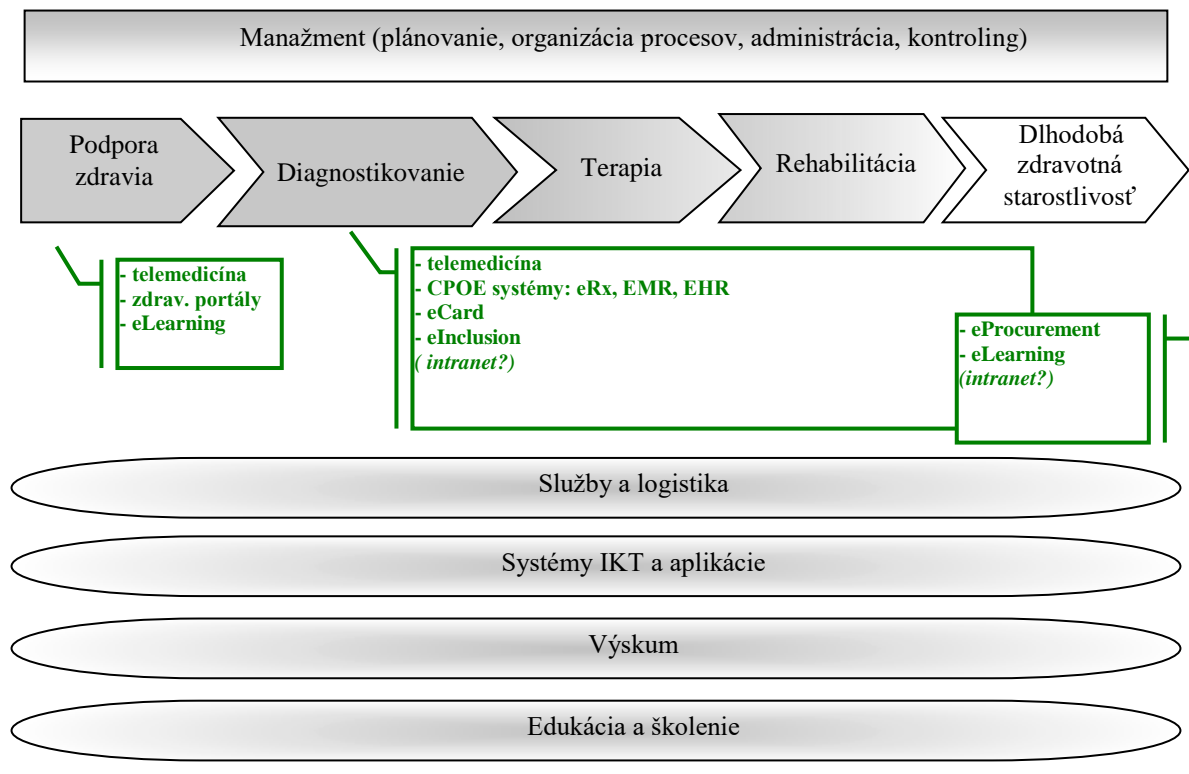 Manažment (plánovanie, organizácia procesov, administrácia, kontroling)
Podpora
zdravia
Diagnostikovanie
Terapia
Rehabilitácia
Dlhodobá
zdravotná
starostlivosť
- telemedicína
- zdrav. portály
- eLearning
- telemedicína
- CPOE systémy: eRx, EMR, EHR
- eCard
- eInclusion
( intranet?)
- eProcurement
- eLearning
(intranet?)
Služby a logistika
Systémy IKT a aplikácie
Výskum
Edukácia a školenie